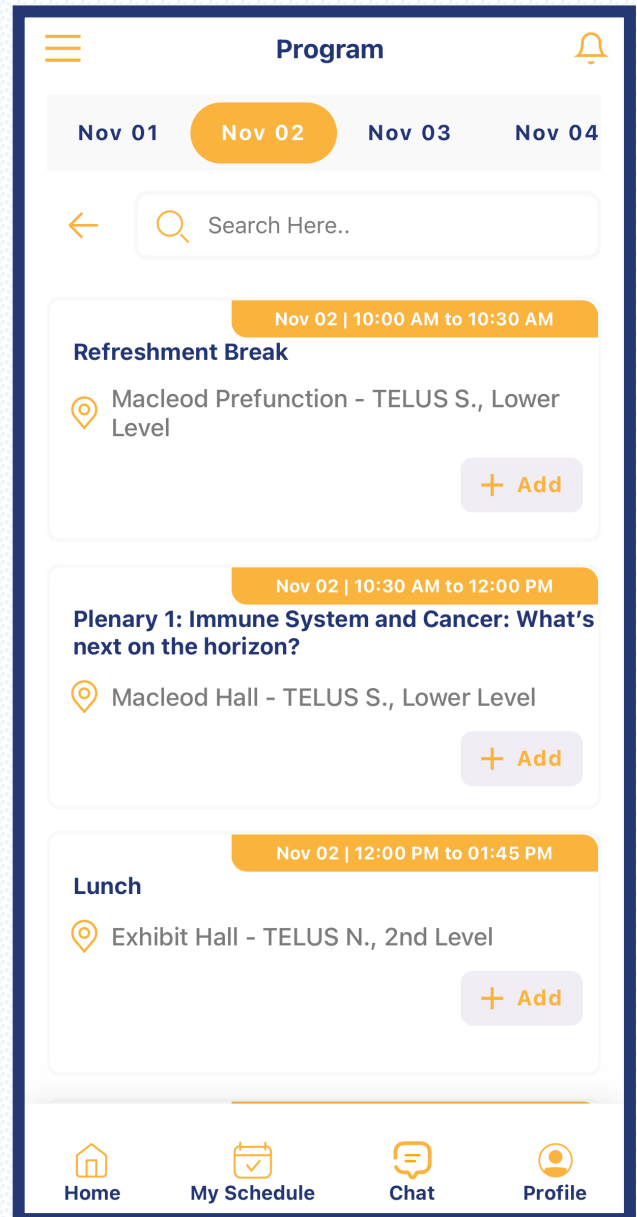 Program
Nov 01 Nov 02 Nov 03 Nov 04
Search Here..
Nov 02 | 10:00 AM to 10:30 AM
Refreshment Break
Macleod Prefunction - TELUS S., Lower
Level
+ Add
Nov 02 | 10:30 AM to 12:00 PM
Plenary 1: Immune System and Cancer: What's
next on the horizon?
Macleod Hall - TELUS S., Lower Level
+ Add
Nov 02 | 12:00 PM to 01:45 PM
Lunch
Exhibit Hall - TELUS N., 2nd Level
+ Add
Home My Schedule Chat Profile